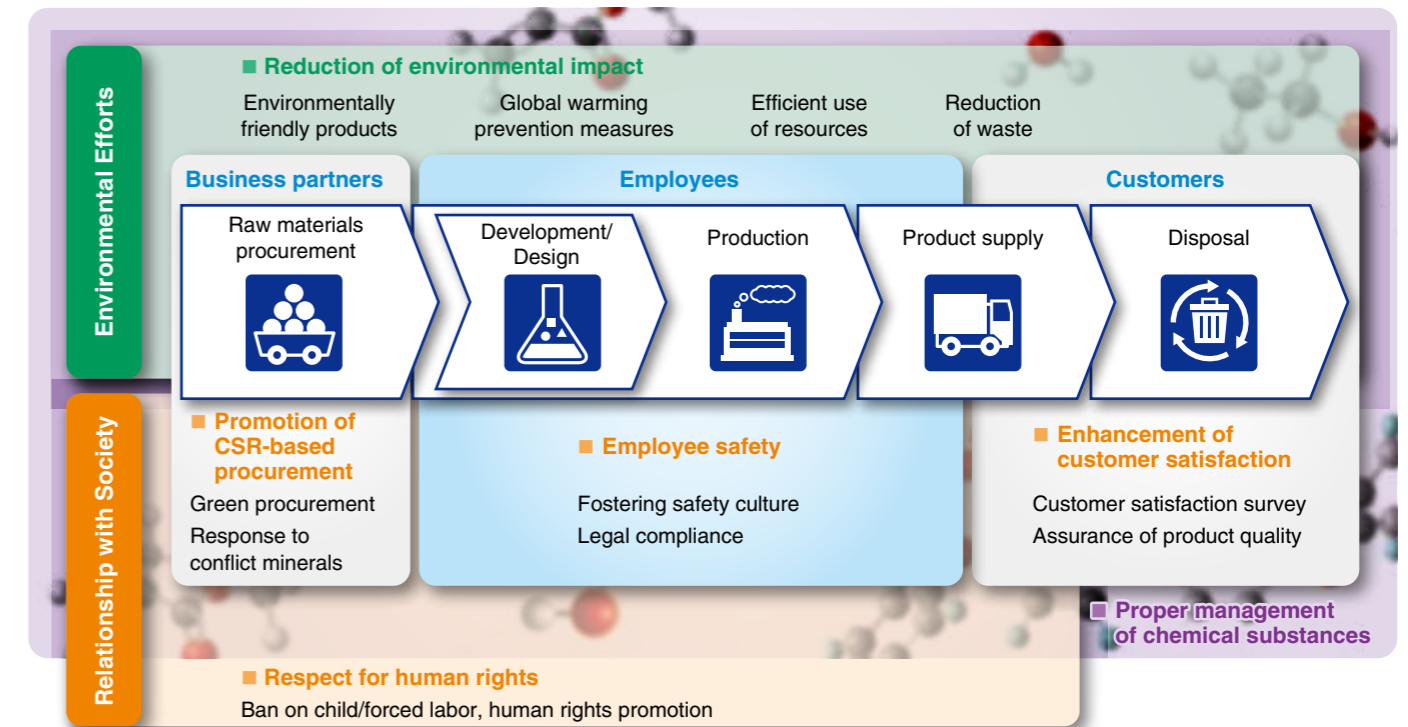 Environmental Efforts
■ Reduction of environmental impact
Environmentally
friendly products
Global warming
prevention measures
Efficient use
of resources
Reduction
of waste
Business partners
Employees
Customers
Raw materials
procurement
Development/
Design
Production
Product supply
Disposal
Relationship with Society
■ Promotion of
CSR-based
procurement
Green procurement
Response to
conflict minerals
■ Employee safety
Fostering safety culture
Legal compliance
■ Enhancement of
customer satisfaction
Customer satisfaction survey
Assurance of product quality
■ Proper management
of chemical substances
■ Respect for human rights
Ban on child/forced labor, human rights promotion